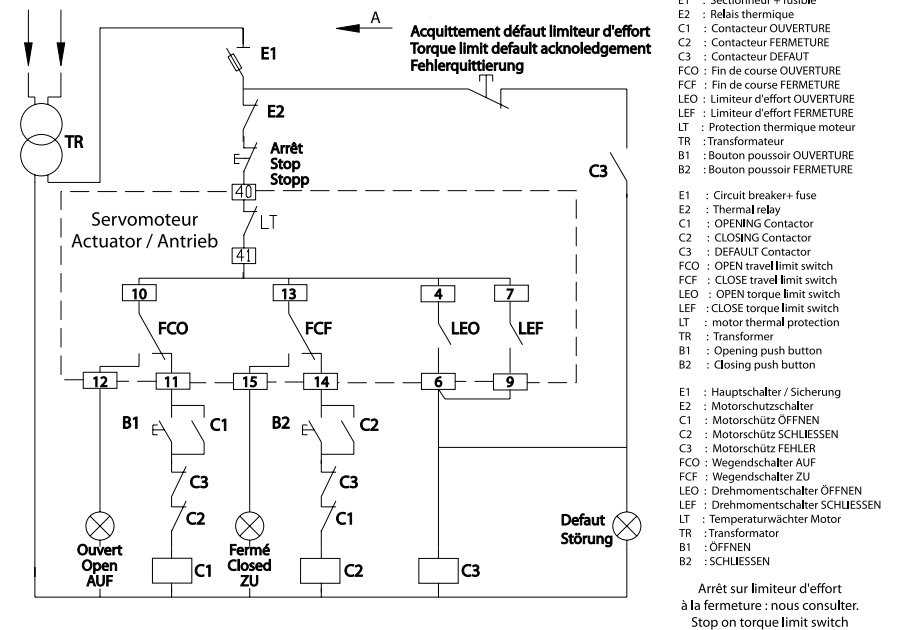 A
Acquittement défaut limiteur d'effort
Torque limit default acknoledgement
Fehlerquittierung
E1
E2
TR
Arrêt
Stop
Stopp
C3
40
Servomoteur
Actuator / Antrieb
LT
41
10
13
4
7
FCO
FCF
LEO
LEF
12
11
15
14
6
9
B1
C1
B2
C2
C3
C3
C2
C1
Ouvert
Open
AUF
C1
Fermé
Closed
ZU
C2
C3
Defaut
Störung
E1 : Sectionneur + fusible
E2 : Relais thermique
C1 : Contacteur OUVERTURE
C2 : Contacteur FERMETURE
C3 : Contacteur DEFAUT
FCO : Fin de course OUVERTURE
FCF : Fin de course FERMETURE
LEO : Limiteur d'effort OUVERTURE
LEF : Limiteur d'effort FERMETURE
LT : Protection thermique moteur
TR : Transformateur
B1 : Bouton poussoir OUVERTURE
B2 : Bouton poussoir FERMETURE
E1 : Circuit breaker+ fuse
E2 : Thermal relay
C1 : OPENING Contactor
C2 : CLOSING Contactor
C3 : DEFAULT Contactor
FCO : OPEN travel limit switch
FCF : CLOSE travel limit switch
LEO : OPEN torque limit switch
LEF : CLOSE torque limit switch
LT : motor thermal protection
TR : Transformer
B1 : Opening push button
B2 : Closing push button
E1 : Hauptschalter / Sicherung
E2 : Motorschutzschalter
C1 : Motorschütz ÖFFNEN
C2 : Motorschütz SCHLIESSEN
C3 : Motorschütz FEHLER
FCO : Wegendschalter AUF
FCF : Wegendschalter ZU
LEO : Drehmomentschalter ÖFFNEN
LEF : Drehmomentschalter SCHLIESSEN
LT : Temperaturwächter Motor
TR : Transformator
B1 : ÖFFNEN
B2 : SCHLIESSEN
Arrêt sur limiteur d'effort
à la fermeture : nous consulter.
Stop on torque limit switch